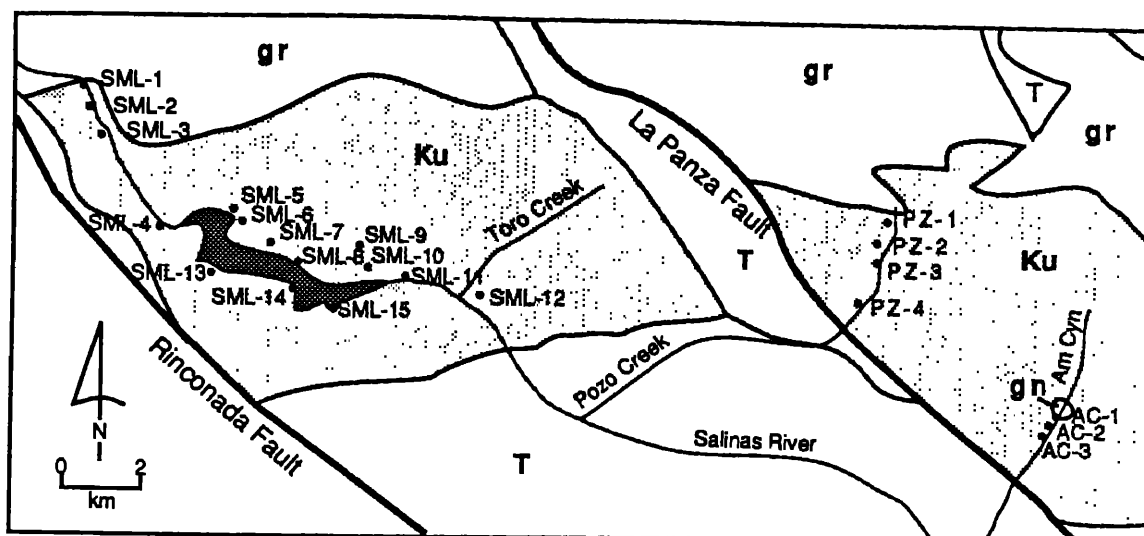 gr
gr
T
gr
SML-1
SML-2
SML-3
Ku
La Panza Fault
SML-4
SML-5
SML-6
SML-7
SML-8
SML-9
SML-10
SML-11
SML-12
SML-13
SML-14
SML-15
Toro Creek
T
PZ-1
PZ-2
PZ-3
PZ-4
Ku
Am Cyn
gn
AC-1
AC-2
AC-3
Rinconada Fault
Pozo Creek
Salinas River
T
N
0 2
km